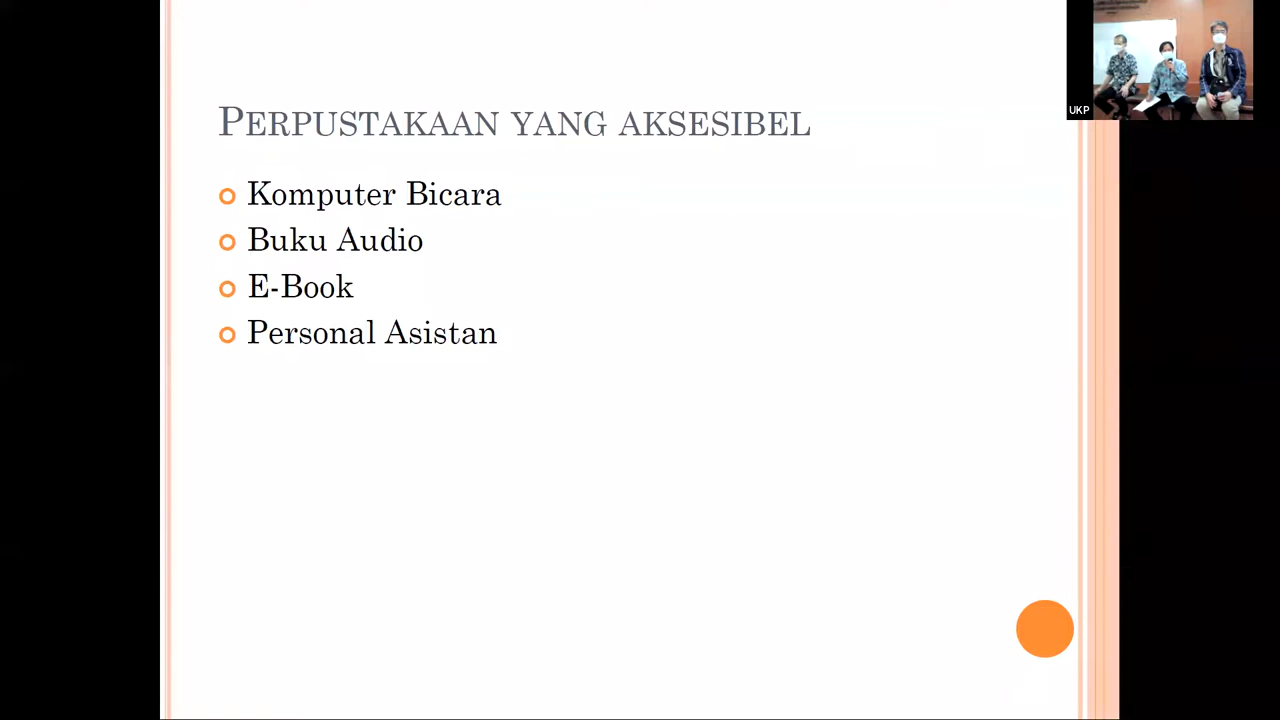 PERPUSTAKAAN YANG AKSESIBEL
Komputer Bicara
Buku Audio
E-Book
Personal Asistan
UKP